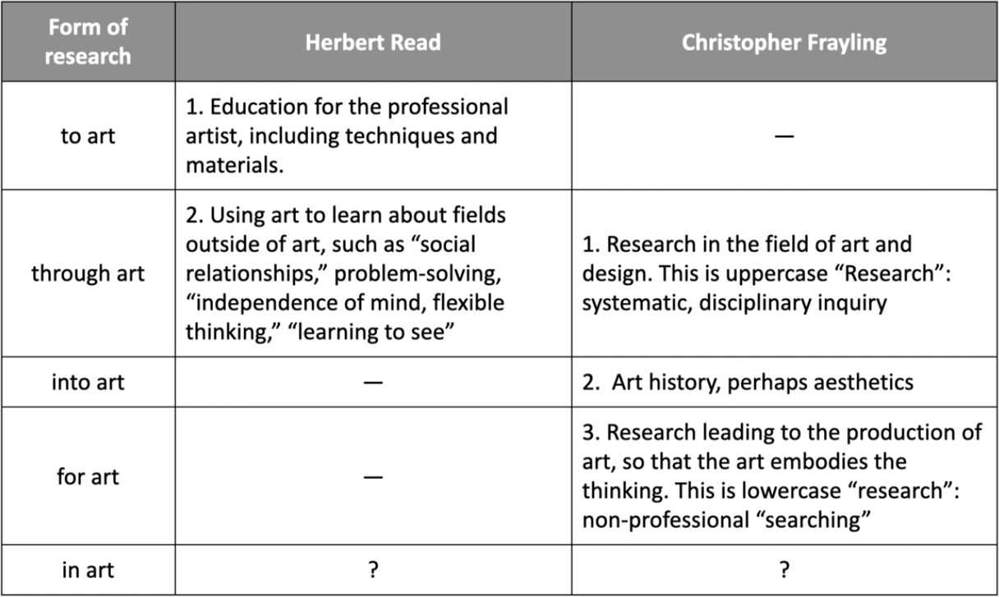 Form of
research
Herbert Read
Christopher Frayling
to art
1. Education for the professional
artist, including techniques and
materials.
—
through art
2. Using art to learn about fields
outside of art, such as “social
relationships,” problem-solving,
“independence of mind, flexible
thinking,” “learning to see”
1. Research in the field of art and
design. This is uppercase “Research”:
systematic, disciplinary inquiry
into art
—
2. Art history, perhaps aesthetics
for art
—
3. Research leading to the production of
art, so that the art embodies the
thinking. This is lowercase “research”:
non-professional “searching”
in art
?
?